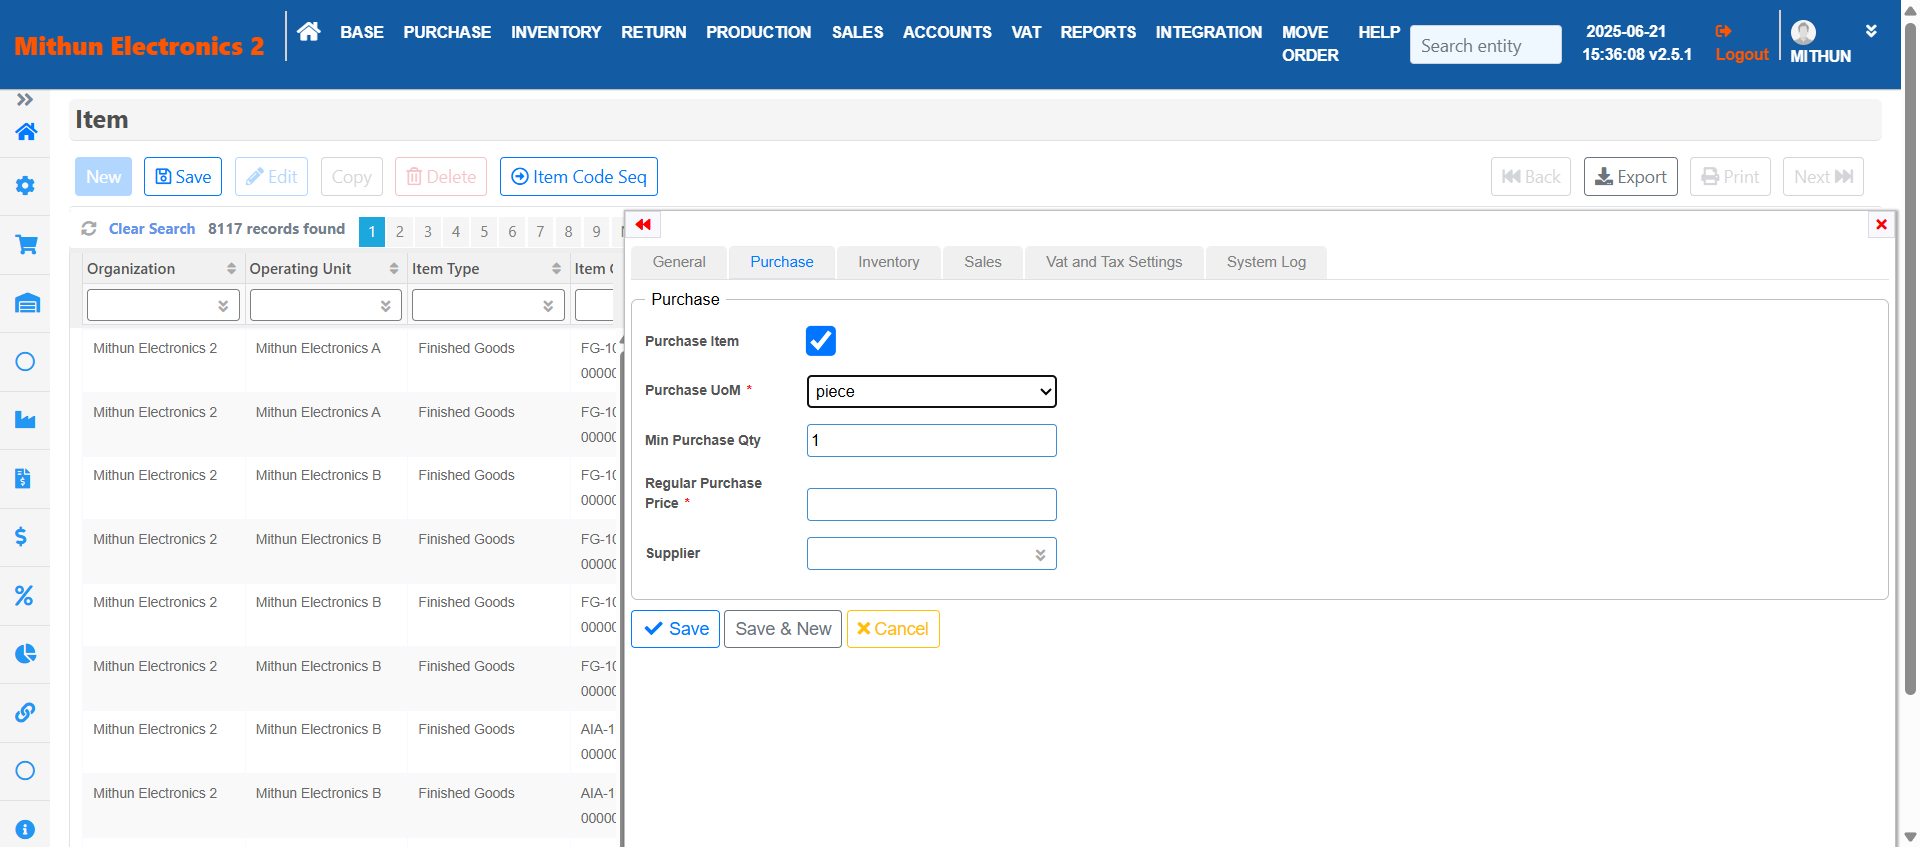 Mithun Electronics 2
BASE PURCHASE INVENTORY RETURN PRODUCTION SALES ACCOUNTS VAT REPORTS INTEGRATION MOVE ORDER HELP
Search entity
2025-06-21
15:36:08 v2.5.1
Logout
MITHUN
Item
New Save Edit Copy Delete Item Code Seq Back Export Print Next
Clear Search 8117 records found 1 2 3 4 5 6 7 8 9
Organization Operating Unit Item Type Item
Mithun Electronics 2 Mithun Electronics A Finished Goods FG-10
0000
Mithun Electronics 2 Mithun Electronics A Finished Goods FG-10
0000
Mithun Electronics 2 Mithun Electronics B Finished Goods FG-10
0000
Mithun Electronics 2 Mithun Electronics B Finished Goods FG-10
0000
Mithun Electronics 2 Mithun Electronics B Finished Goods FG-10
0000
Mithun Electronics 2 Mithun Electronics B Finished Goods FG-10
0000
Mithun Electronics 2 Mithun Electronics B Finished Goods AIA-1
0000
Mithun Electronics 2 Mithun Electronics B Finished Goods AIA-1
0000
General Purchase Inventory Sales Vat and Tax Settings System Log
Purchase
Purchase Item
Purchase UoM * piece
Min Purchase Qty 1
Regular Purchase
Price *
Supplier
Save Save & New Cancel